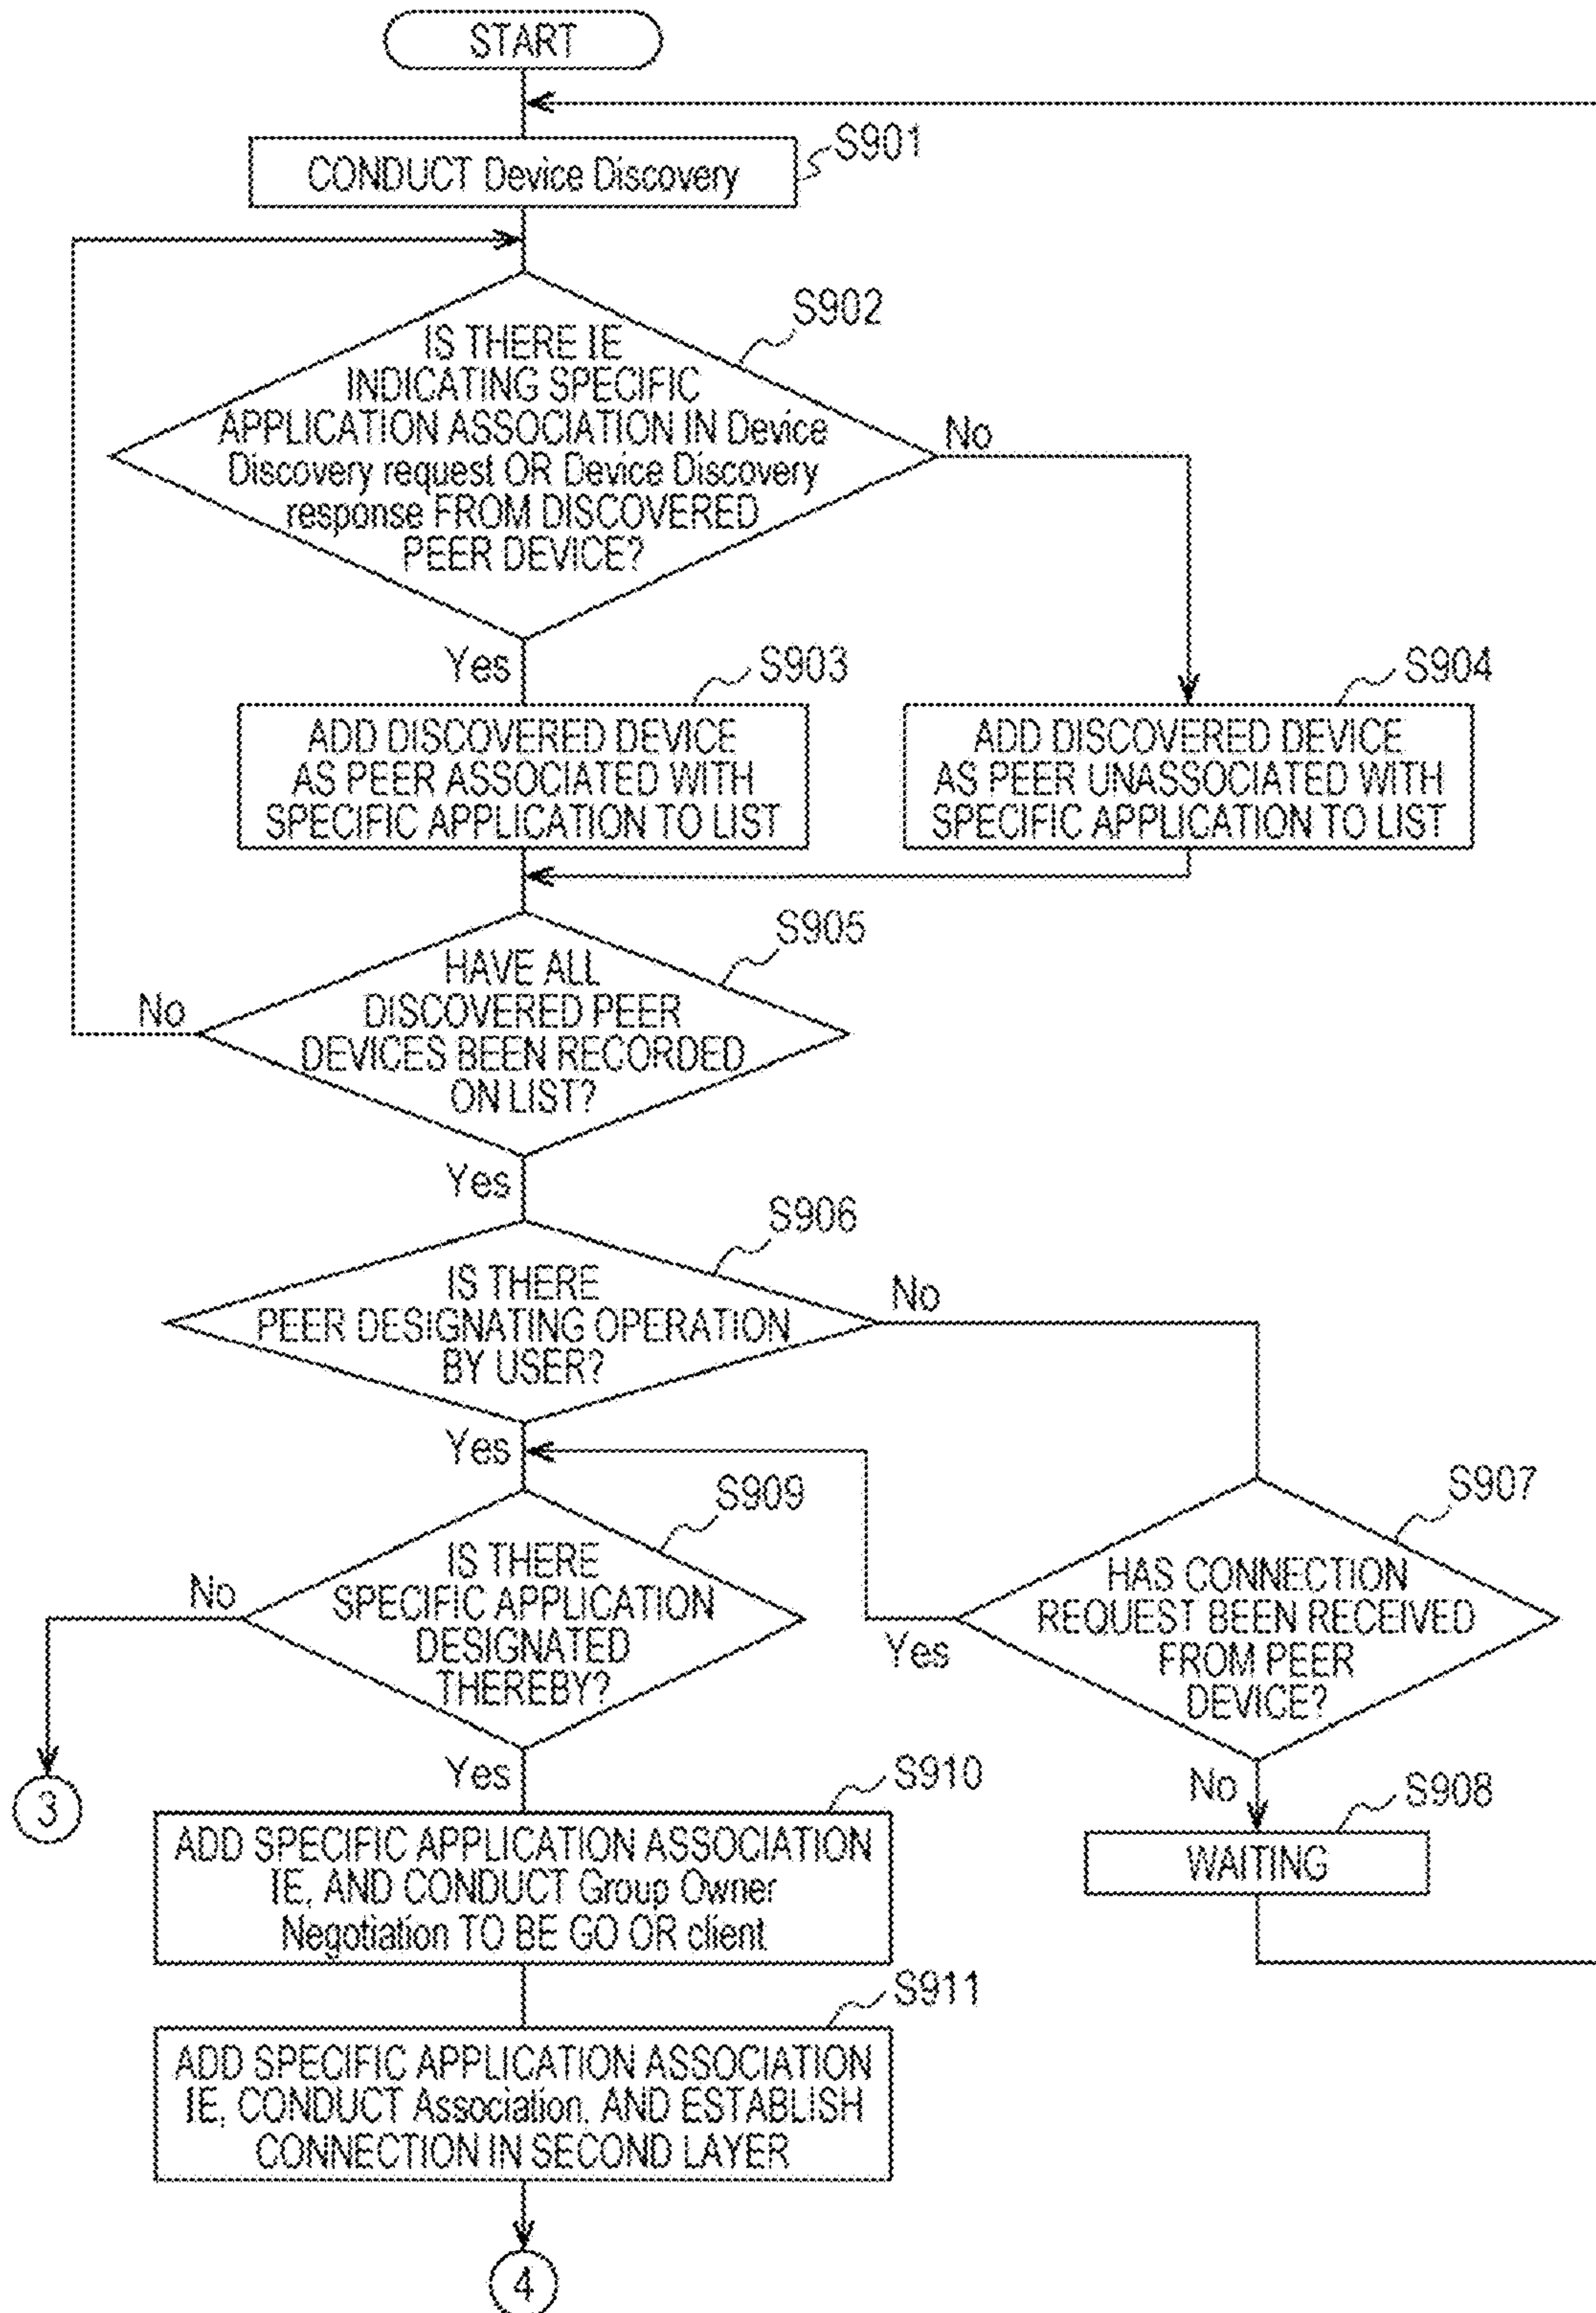 START
S901
CONDUCT Device Discovery
S902
IS THERE IE
INDICATING SPECIFIC
APPLICATION ASSOCIATION IN Device
Discovery request OR Device Discovery
response FROM DISCOVERED
PEER DEVICE?
No
Yes
S903
ADD DISCOVERED DEVICE
AS PEER ASSOCIATED WITH
SPECIFIC APPLICATION TO LIST
S904
ADD DISCOVERED DEVICE
AS PEER UNASSOCIATED WITH
SPECIFIC APPLICATION TO LIST
S905
HAVE ALL
DISCOVERED PEER
DEVICES BEEN RECORDED
ON LIST?
No
Yes
S906
IS THERE
PEER DESIGNATING OPERATION
BY USER?
No
Yes
S907
HAS CONNECTION
REQUEST BEEN RECEIVED
FROM PEER
DEVICE?
Yes
No
S908
WAITING
S909
IS THERE
SPECIFIC APPLICATION
DESIGNATED
THEREBY?
No
3
Yes
S910
ADD SPECIFIC APPLICATION ASSOCIATION
IE, AND CONDUCT Group Owner
Negotiation TO BE GO OR client
S911
ADD SPECIFIC APPLICATION ASSOCIATION
IE, CONDUCT Association, AND ESTABLISH
CONNECTION IN SECOND LAYER
4